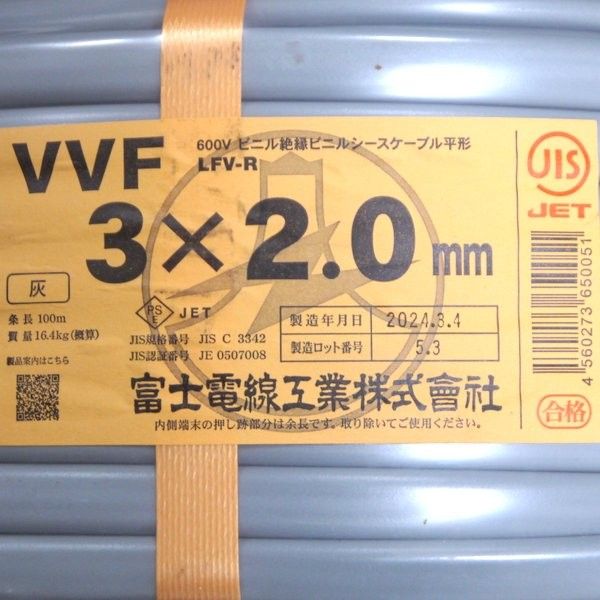 VVF
600V ビニル絶縁ビニルシースケーブル平形
LFV-R
3×2.0mm
JIS
JET
灰
条長100m
質量16.4kg(概算)
製品案内はこちら
PS
E
JET
JIS規格番号 JIS C 3342
JIS認証番号 JE 0507008
製造年月日 2024.3.4
製造ロット番号 5.3
富士電線工業株式會社
内側端末の押し跡部分は余長です。取り除いてご使用ください。
4 560273 650051
合格